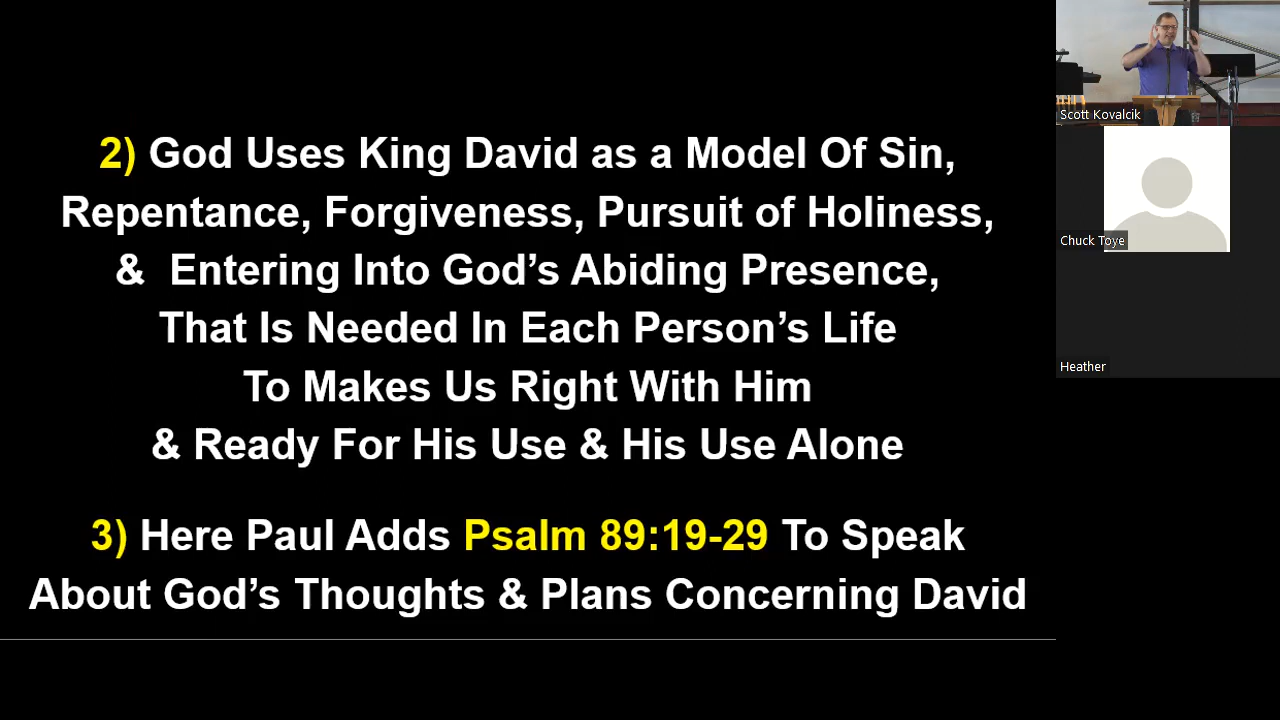 2) God Uses King David as a Model Of Sin,
Repentance, Forgiveness, Pursuit of Holiness,
& Entering Into God’s Abiding Presence,
That Is Needed In Each Person’s Life
To Makes Us Right With Him
& Ready For His Use & His Use Alone
3) Here Paul Adds Psalm 89:19-29 To Speak
About God’s Thoughts & Plans Concerning David
Scott Kovalcik
Chuck Toye
Heather